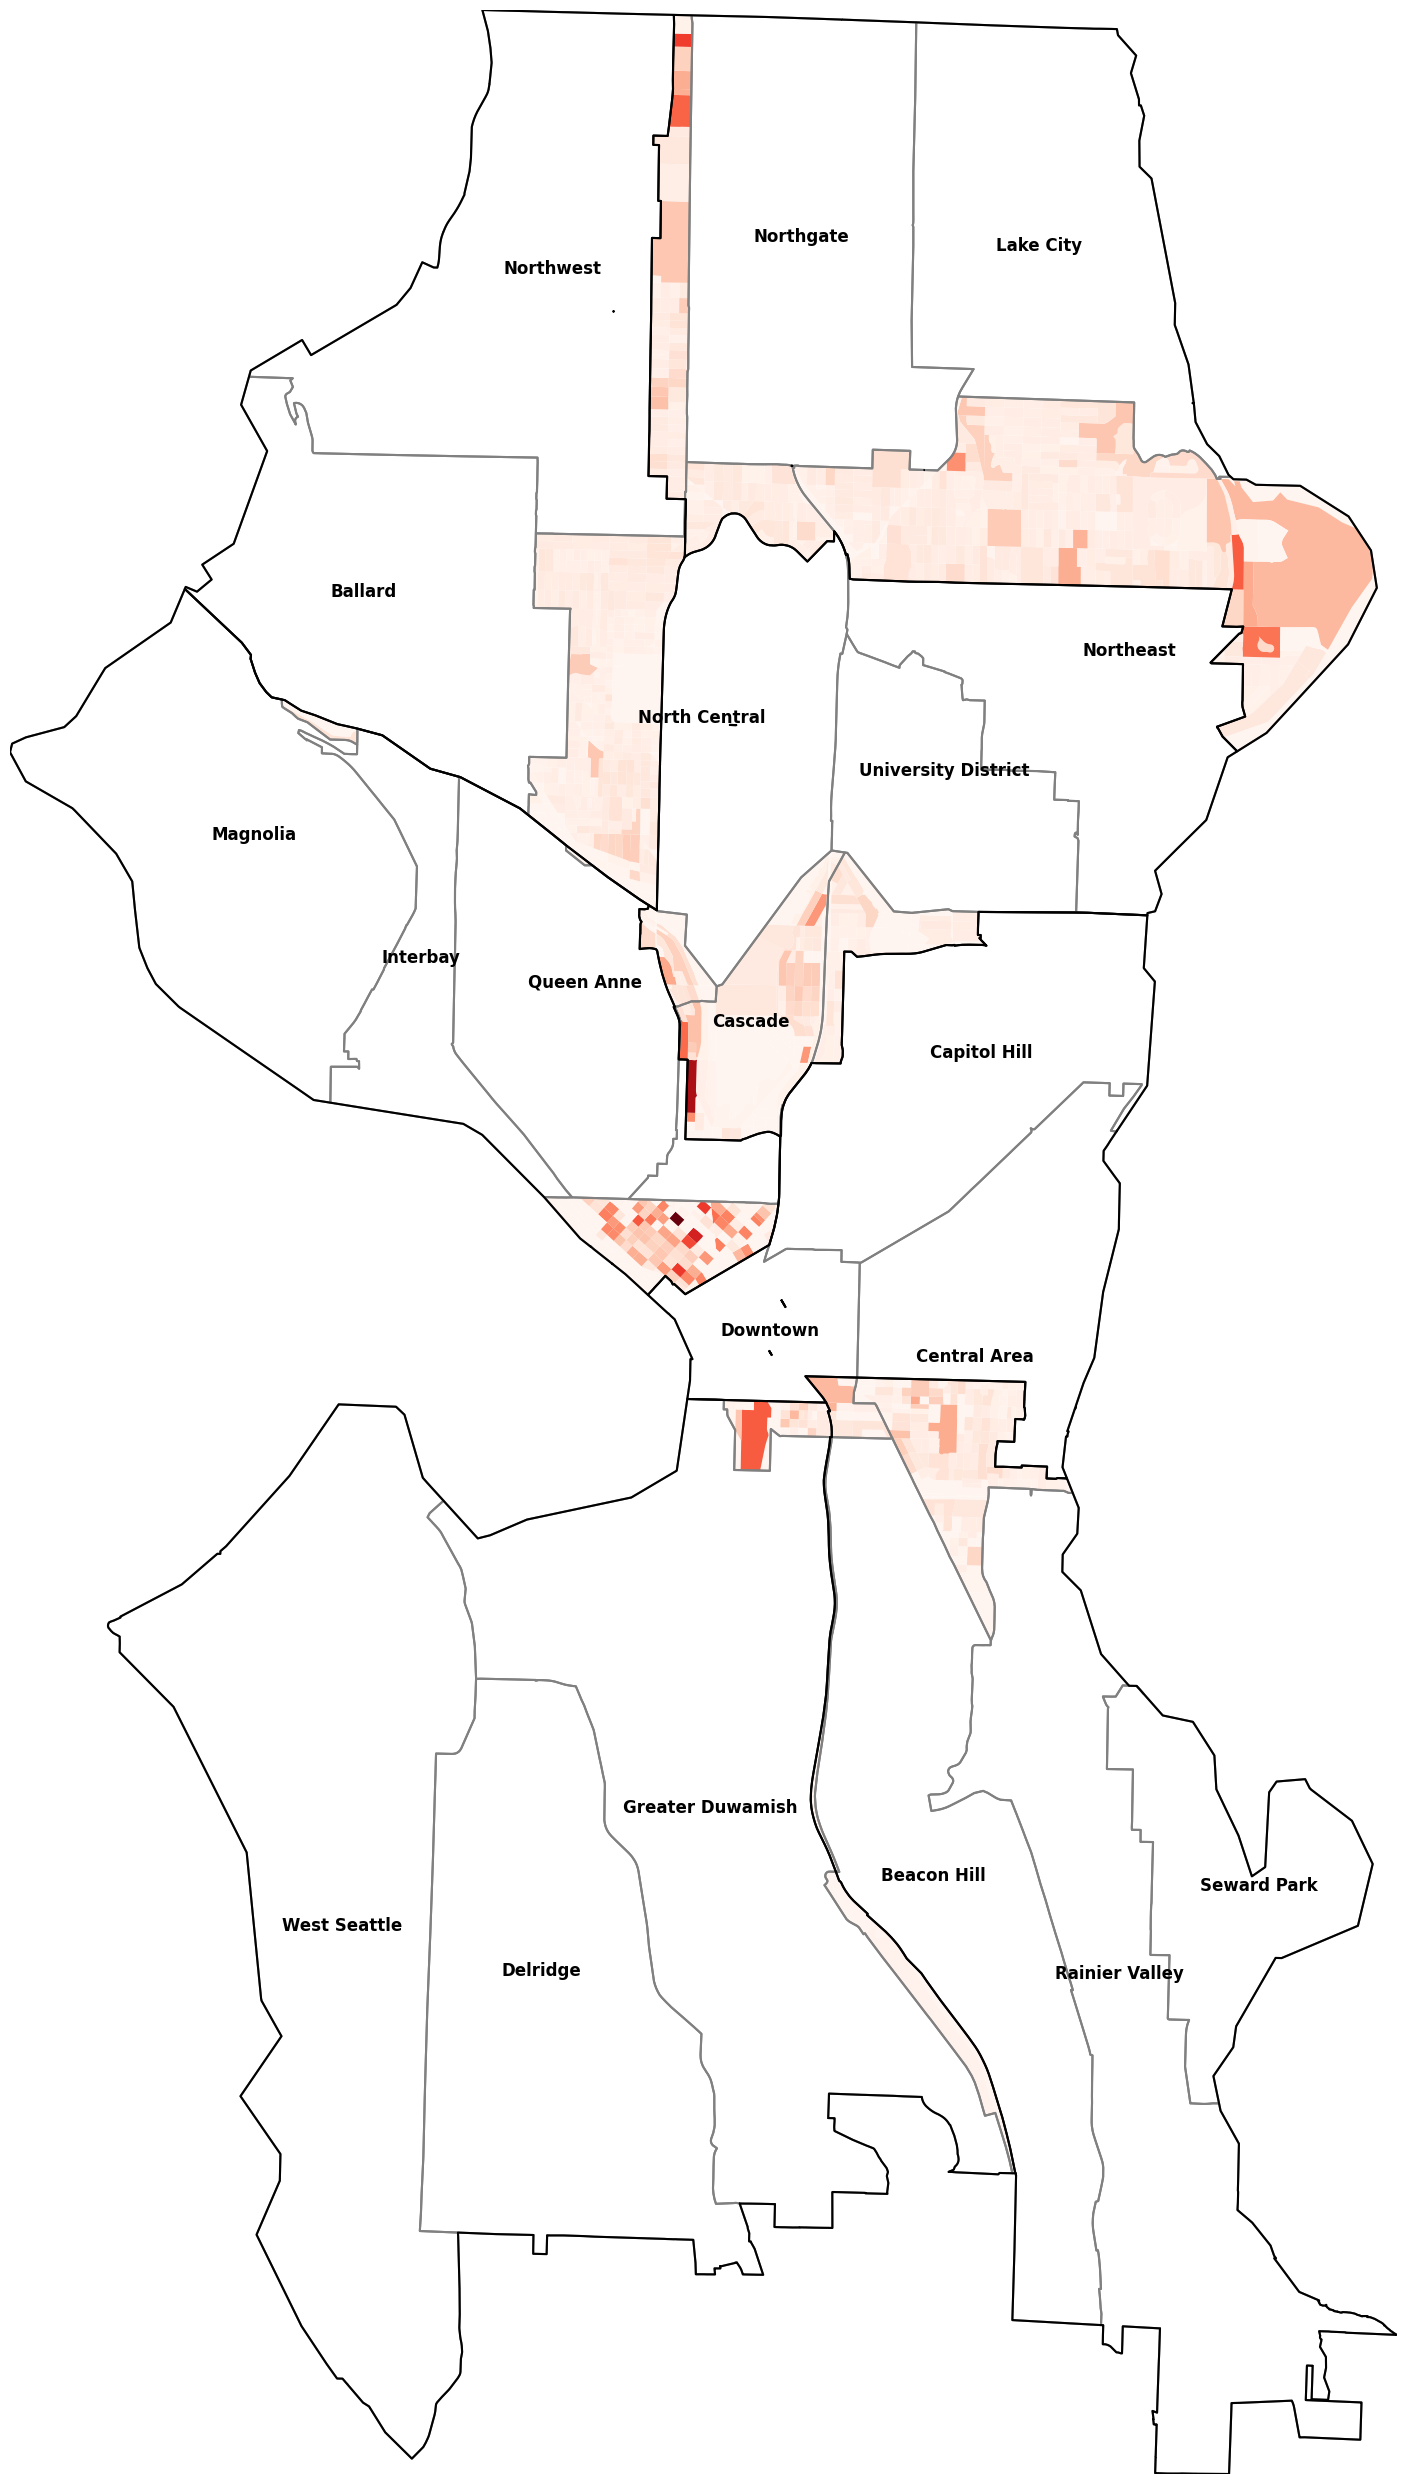 Northgate
Lake City
Northwest
Ballard
Northeast
North Central
University District
Magnolia
Interbay
Queen Anne
Cascade
Capitol Hill
Downtown
Central Area
Greater Duwamish
Beacon Hill
Seward Park
West Seattle
Delridge
Rainier Valley